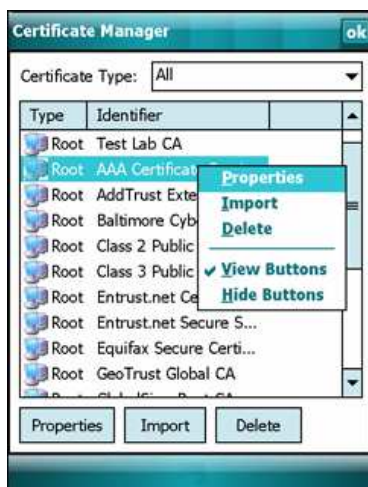 Certificate Manager ok
Certificate Type: All
Type Identifier
Root Test Lab CA
Root AAA Certificat
Root AddTrust Exte
Root Baltimore Cyb
Root Class 2 Public
Root Class 3 Public
Root Entrust.net Ce
Root Entrust.net Secure S...
Root Equifax Secure Certi...
Root GeoTrust Global CA
Properties
Import
Delete
View Buttons
Hide Buttons
Properties Import Delete